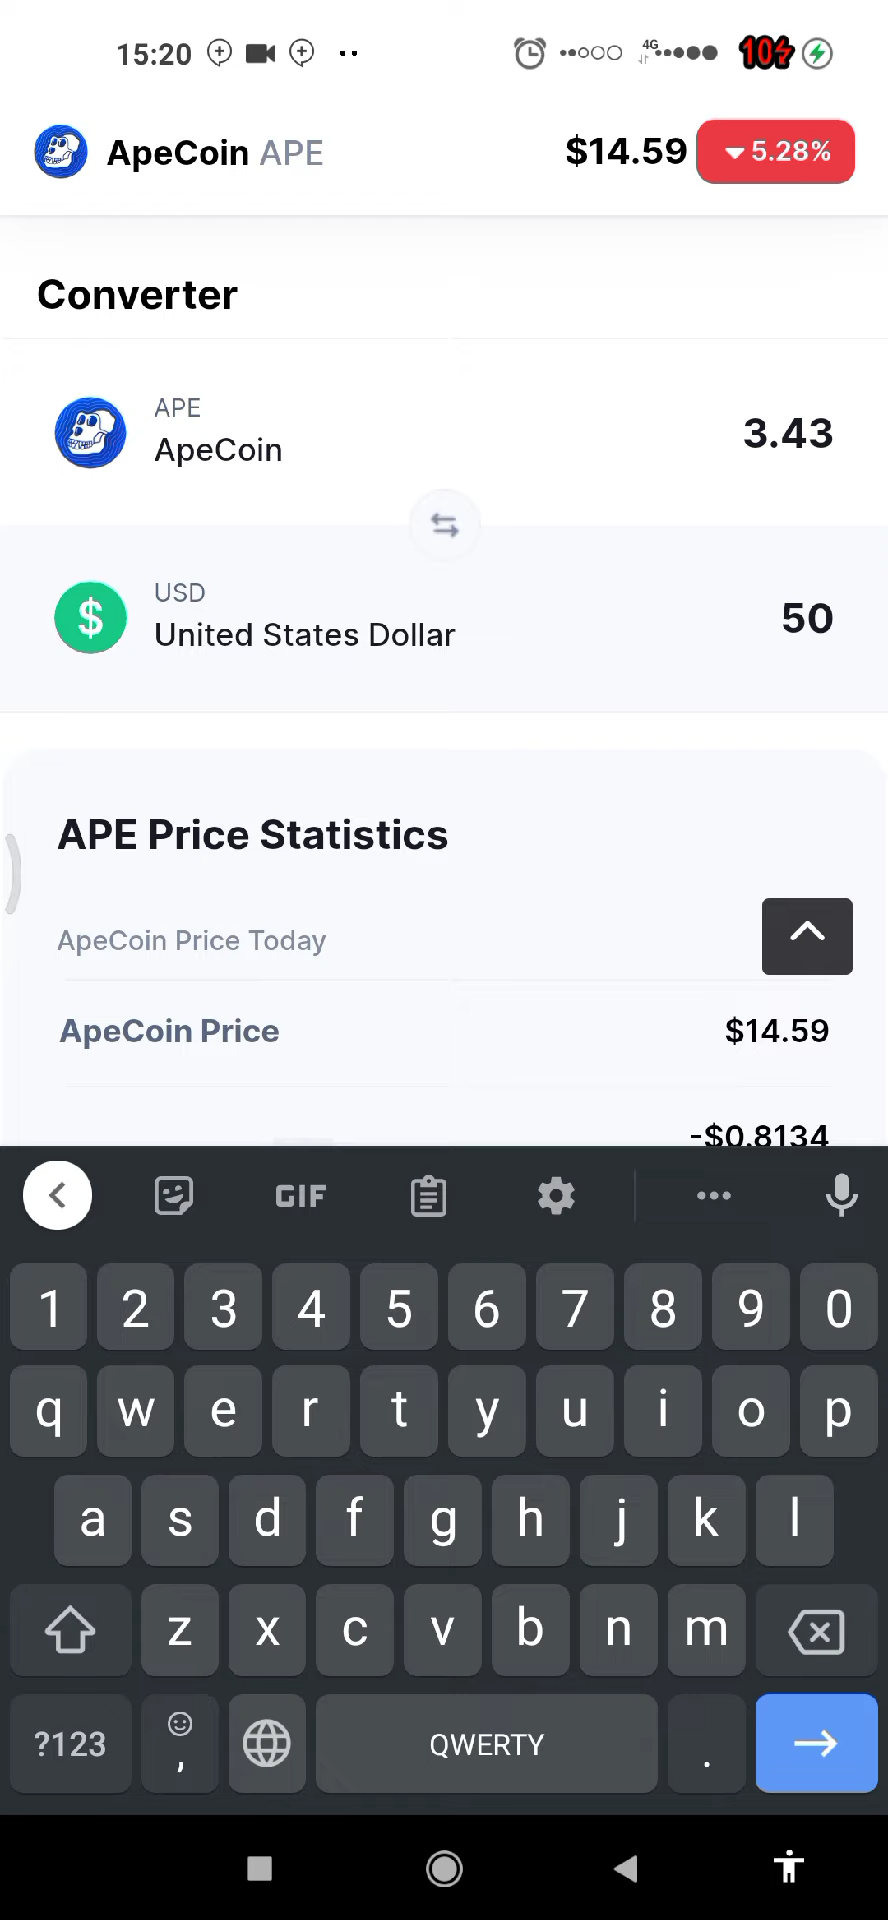 15:20
4G 10
ApeCoin APE $14.59 5.28%
Converter
APE
ApeCoin 3.43
$ USD
United States Dollar 50
APE Price Statistics
ApeCoin Price Today
ApeCoin Price $14.59
-$0.8134
GIF
1 2 3 4 5 6 7 8 9 0
q w e r t y u i o p
a s d f g h j k l
z x c v b n m
?123 , QWERTY .